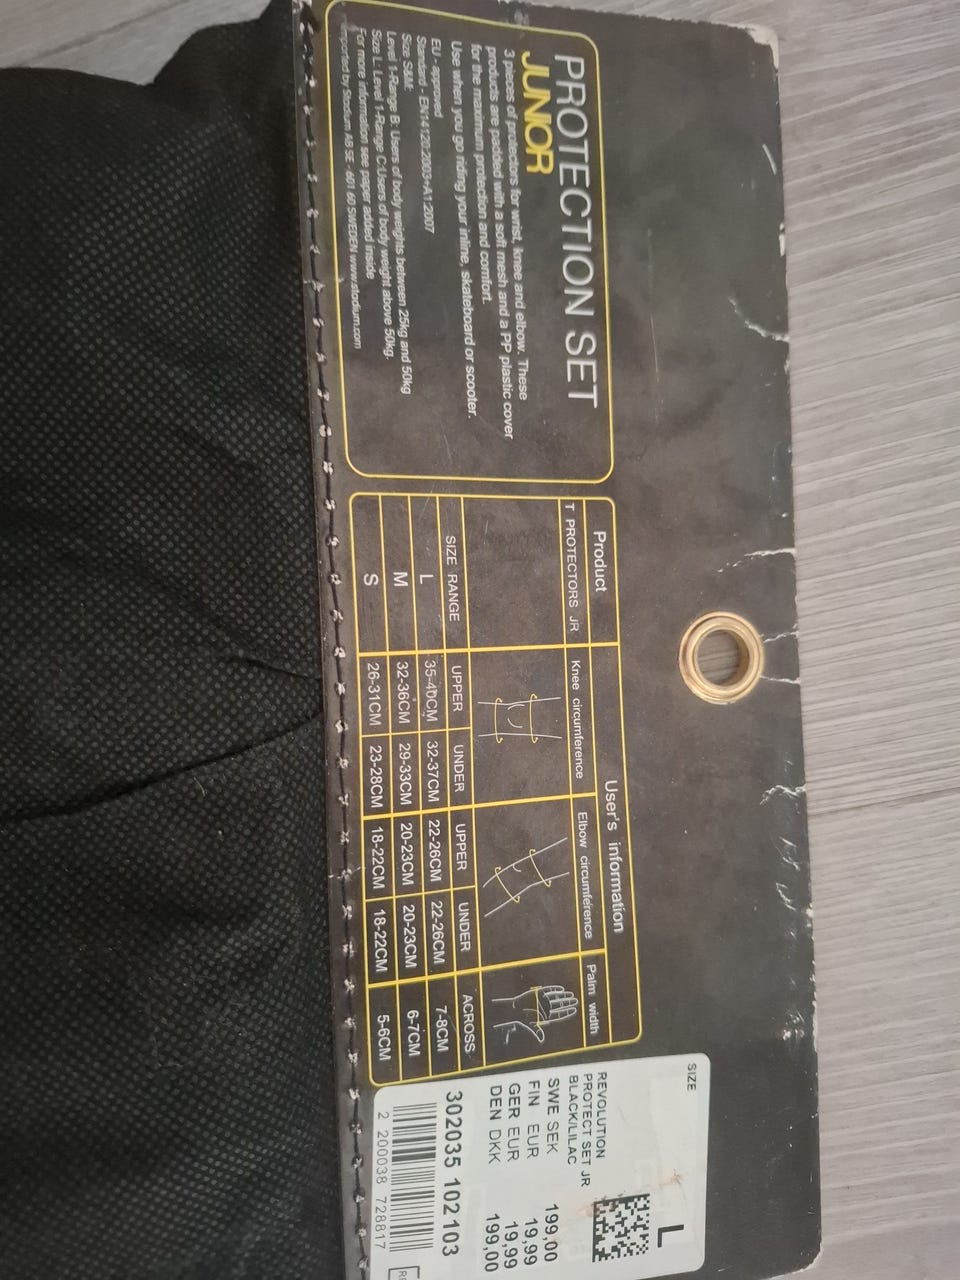 PROTECTION SET
JUNIOR
3 pieces of protectors for wrist, knee and elbow. These
products are padded with a soft mesh and a PP plastic cover
for the maximum protection and comfort.
Use when you go riding your inline, skateboard or scooter.
EU - approved
Standard - EN14120:2003+A1:2007
Size S&M:
Level 1-Range B: Users of body weights between 25kg and 50kg
Size L: Level 1-Range C:Users of body weight above 50kg.
For more information see paper added inside
Imported by Stadium AB SE - 601 60 SWEDEN www.stadium.com
Product User's information
T PROTECTORS JR Knee circumference Elbow circumference Palm width
SIZE RANGE UPPER UNDER UPPER UNDER ACROSS
L 35-40CM 32-37CM 22-26CM 22-26CM 7-8CM
M 32-36CM 29-33CM 20-23CM 20-23CM 6-7CM
S 26-31CM 23-28CM 18-22CM 18-22CM 5-6CM
SIZE L
REVOLUTION
PROTECT SET JR
BLACK/LILAC
SWE SEK 199,00
FIN EUR 19,99
GER EUR 19,99
DEN DKK 199,00
302035 102103
2 200038 728817